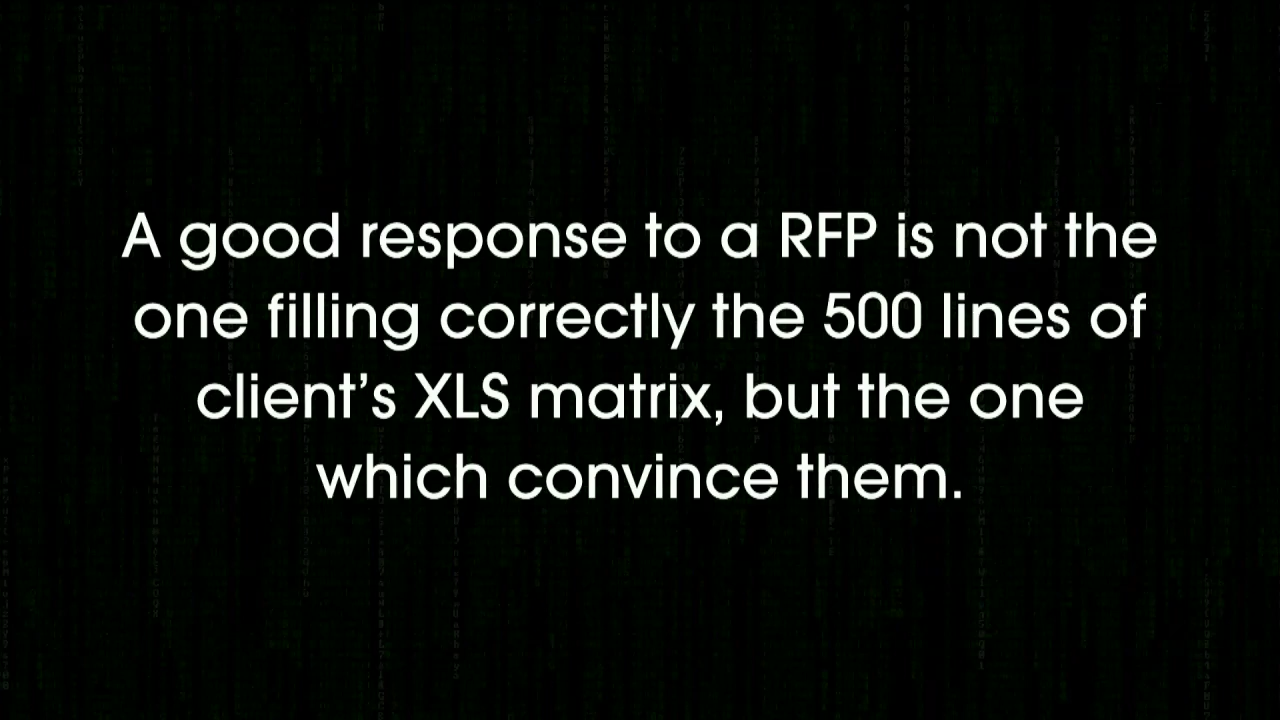 A good response to a RFP is not the
one filling correctly the 500 lines of
client’s XLS matrix, but the one
which convince them.